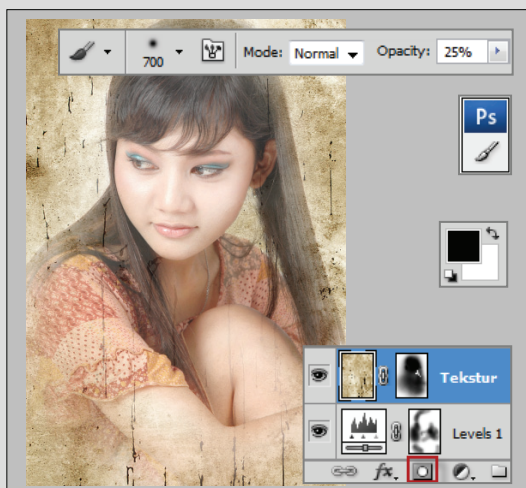 700 Mode: Normal Opacity: 25%
Ps
Tekstur
Levels 1
fx